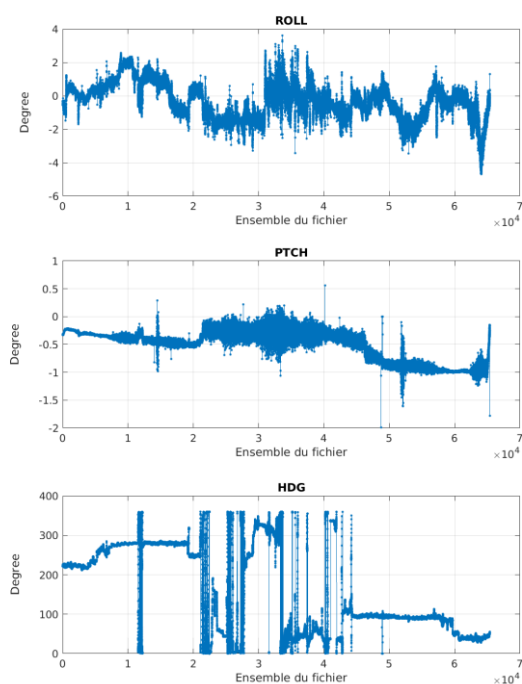 ROLL
4
2
0
-2
-4
-6
Degree
0 1 2 3 4 5 6 7
Ensemble du fichier
×10⁴
PTCH
1
0.5
0
-0.5
-1
-1.5
-2
Degree
0 1 2 3 4 5 6 7
Ensemble du fichier
×10⁴
HDG
400
300
200
100
0
Degree
0 1 2 3 4 5 6 7
Ensemble du fichier
×10⁴